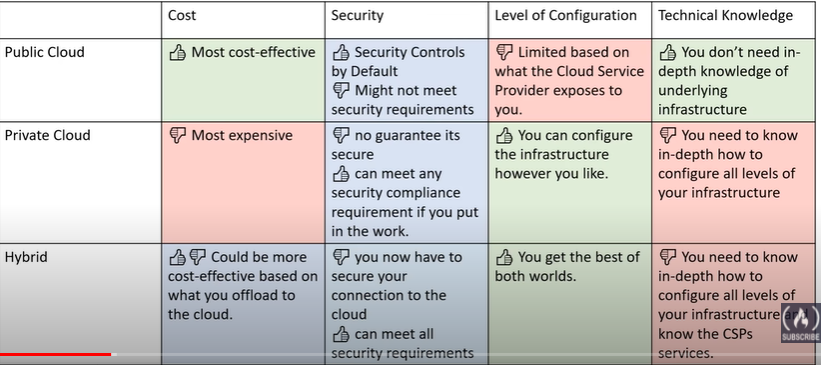 Cost
Security
Level of Configuration
Technical Knowledge
Public Cloud
Most cost-effective
Security Controls
by Default
Might not meet
security requirements
Limited based on
what the Cloud Service
Provider exposes to
you.
You don’t need in-
depth knowledge of
underlying
infrastructure
Private Cloud
Most expensive
no guarantee its
secure
can meet any
security compliance
requirement if you put
in the work.
You can configure
the infrastructure
however you like.
You need to know
in-depth how to
configure all levels of
your infrastructure
Hybrid
Could be more
cost-effective based on
what you offload to
the cloud.
you now have to
secure your
connection to the
cloud
can meet all
security requirements
You get the best of
both worlds.
You need to know
in-depth how to
configure all levels of
your infrastructure and
know the CSPs
services.
SUBSCRIBE